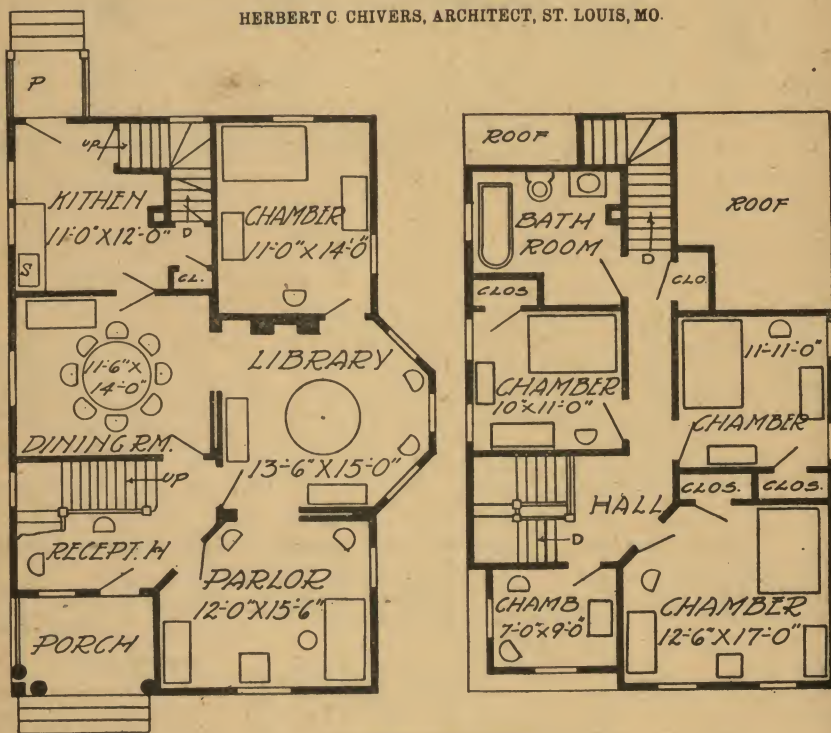 HERBERT C. CHIVERS, ARCHITECT, ST. LOUIS, MO.
P
UP
KITHEN
11'-0"X12'-0"
S
D
CL.
CHAMBER
11'-0"X14'-0"
11'-6"X
14'-0"
DINING RM.
LIBRARY
13'-6"X15'-0"
UP
RECEPT. H
PARLOR
12'-0"X15'-6"
PORCH
ROOF
BATH
ROOM
D
ROOF
CLOS
CLO.
CHAMBER
10'X11'-0"
11'-11'-0"
CHAMBER
CLOS.
CLOS.
HALL
D
CHAMB
7'-0"X9'-0"
CHAMBER
12'-6"X17'-0"